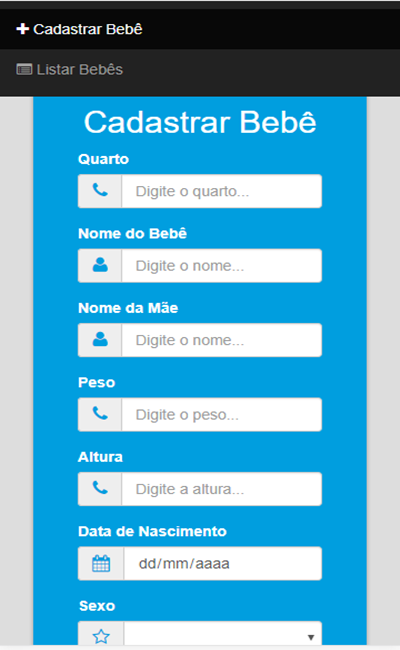 Cadastrar Bebê
Listar Bebês
Cadastrar Bebê
Quarto
Digite o quarto...
Nome do Bebê
Digite o nome...
Nome da Mãe
Digite o nome...
Peso
Digite o peso...
Altura
Digite a altura...
Data de Nascimento
dd/mm/aaaa
Sexo